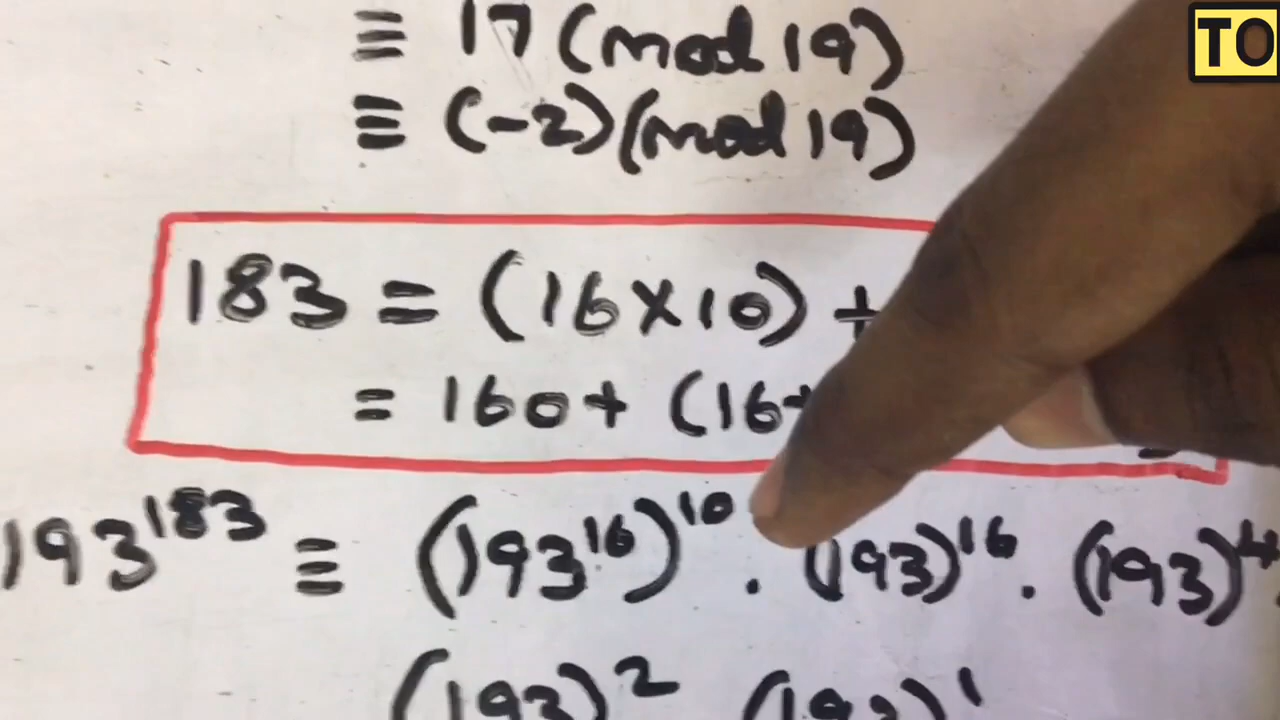 TO
≡ 17 (mod 19)
≡ (-2) (mod 19)
183 = (16×10) +
= 160 + (16+
193^183 ≡ (193^16)^10 . (193)^16 . (193)^4
(193)^2 (193)^1